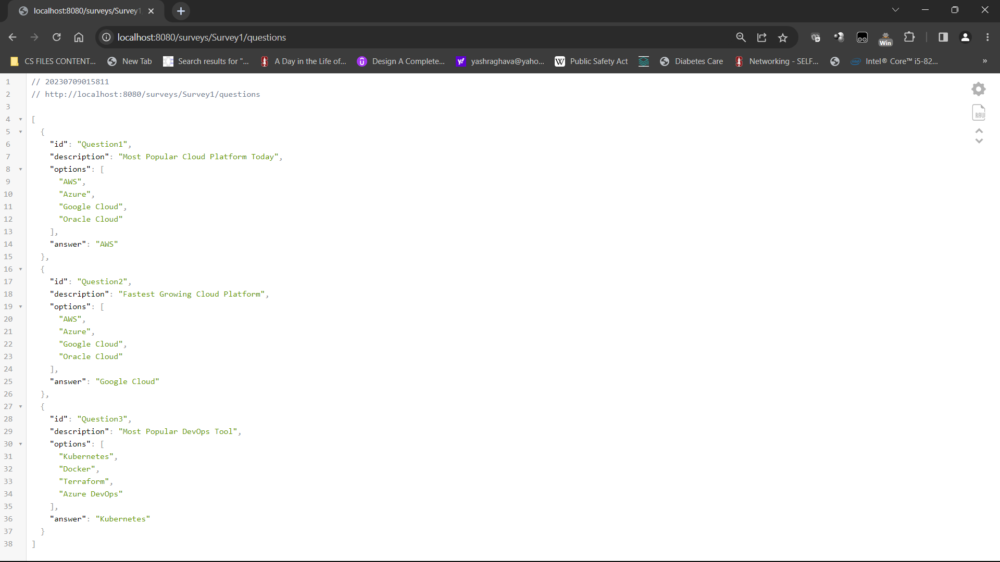 localhost:8080/surveys/Survey1
localhost:8080/surveys/Survey1/questions
Win
CS FILES CONTENT... New Tab Search results for "... A Day in the Life of... Design A Complete... yashraghava@yaho... Public Safety Act Diabetes Care Networking - SELF... Intel® Core™ i5-82... »
1 // 20230709015811
2 // http://localhost:8080/surveys/Survey1/questions
3
4 [
5 {
6 "id": "Question1",
7 "description": "Most Popular Cloud Platform Today",
8 "options": [
9 "AWS",
10 "Azure",
11 "Google Cloud",
12 "Oracle Cloud"
13 ],
14 "answer": "AWS"
15 },
16 {
17 "id": "Question2",
18 "description": "Fastest Growing Cloud Platform",
19 "options": [
20 "AWS",
21 "Azure",
22 "Google Cloud",
23 "Oracle Cloud"
24 ],
25 "answer": "Google Cloud"
26 },
27 {
28 "id": "Question3",
29 "description": "Most Popular DevOps Tool",
30 "options": [
31 "Kubernetes",
32 "Docker",
33 "Terraform",
34 "Azure DevOps"
35 ],
36 "answer": "Kubernetes"
37 }
38 ]
RAW